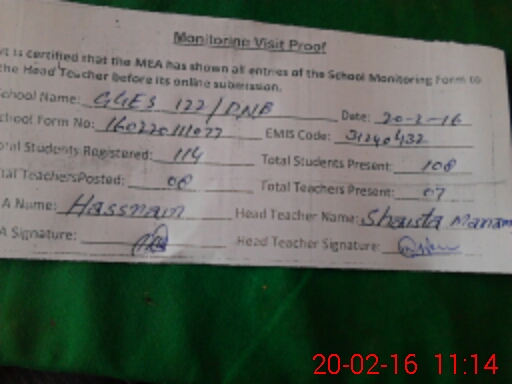 Monitoring Visit Proof
It is certified that the MEA has shown all entries of the School Monitoring Form to
the Head Teacher before its online submission.
School Name: GGES 122/DNB Date: 20-2-16
School Form No: 160220111077 EMIS Code: 31240432
Total Students Registered: 114 Total Students Present: 108
Total Teachers Posted: 08 Total Teachers Present: 07
A Name: Hassnain Head Teacher Name: Shaista
A Signature: Head Teacher Signature:
20-02-16 11:14